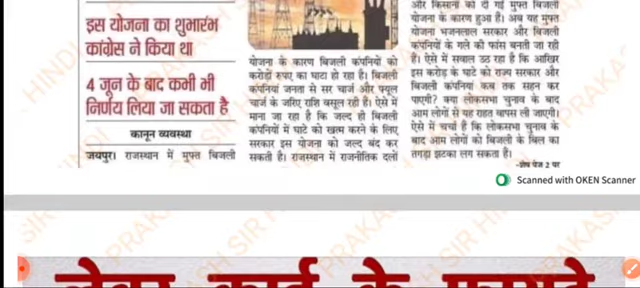 इस योजना का शुभारंभ
कांग्रेस ने किया था
4 जून के बाद कभी भी
निर्णय लिया जा सकता है
कानून व्यवस्था
जयपुर। राजस्थान में मुफ्त बिजली
योजना के कारण बिजली कंपनियों को
करोड़ों रुपए का घाटा हो रहा है। बिजली
कंपनियां जनता से सर चार्ज और फ्यूल
चार्ज के जरिए राशि वसूल रही है। ऐसे में
माना जा रहा है कि जल्द ही बिजली
कंपनियों में घाटे को खत्म करने के लिए
सरकार इस योजना को जल्द बंद कर
सकती है। राजस्थान में राजनीतिक दलों
और किसानों को दी गई मुफ्त बिजली
योजना के कारण हुआ है। अब यह मुफ्त
योजना भजनलाल सरकार और बिजली
कंपनियों के गले की फांस बनती जा रही
है। ऐसे में सवाल उठ रहा है कि आखिर
इस करोड़ के घाटे को राज्य सरकार और
बिजली कंपनियां कब तक सहन कर
पाएगी? क्या लोकसभा चुनाव के बाद
आम लोगों से यह राहत वापस ली जाएगी।
ऐसे में चर्चा है कि लोकसभा चुनाव के
बाद आम लोगों को बिजली के बिल का
तगड़ा झटका लग सकता है।
-शेष पेज 2 पर
Scanned with OKEN Scanner
लेबर कार्ड के फायदे